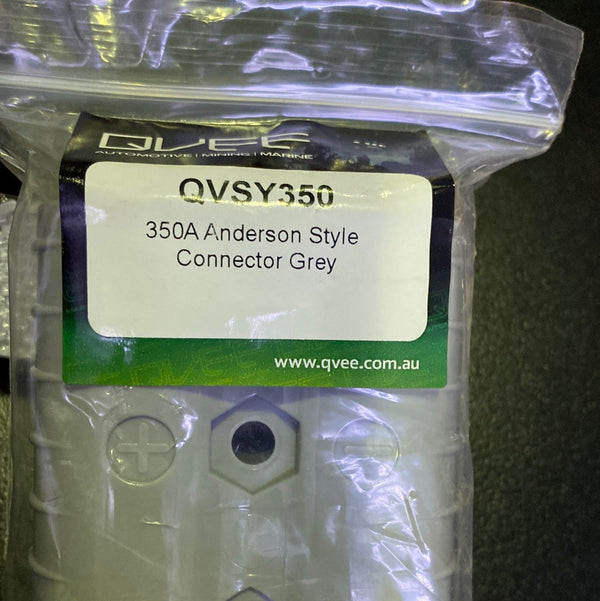 QVEE
AUTOMOTIVE | MINING | MARINE
QVSY350
350A Anderson Style
Connector Grey
www.qvee.com.au